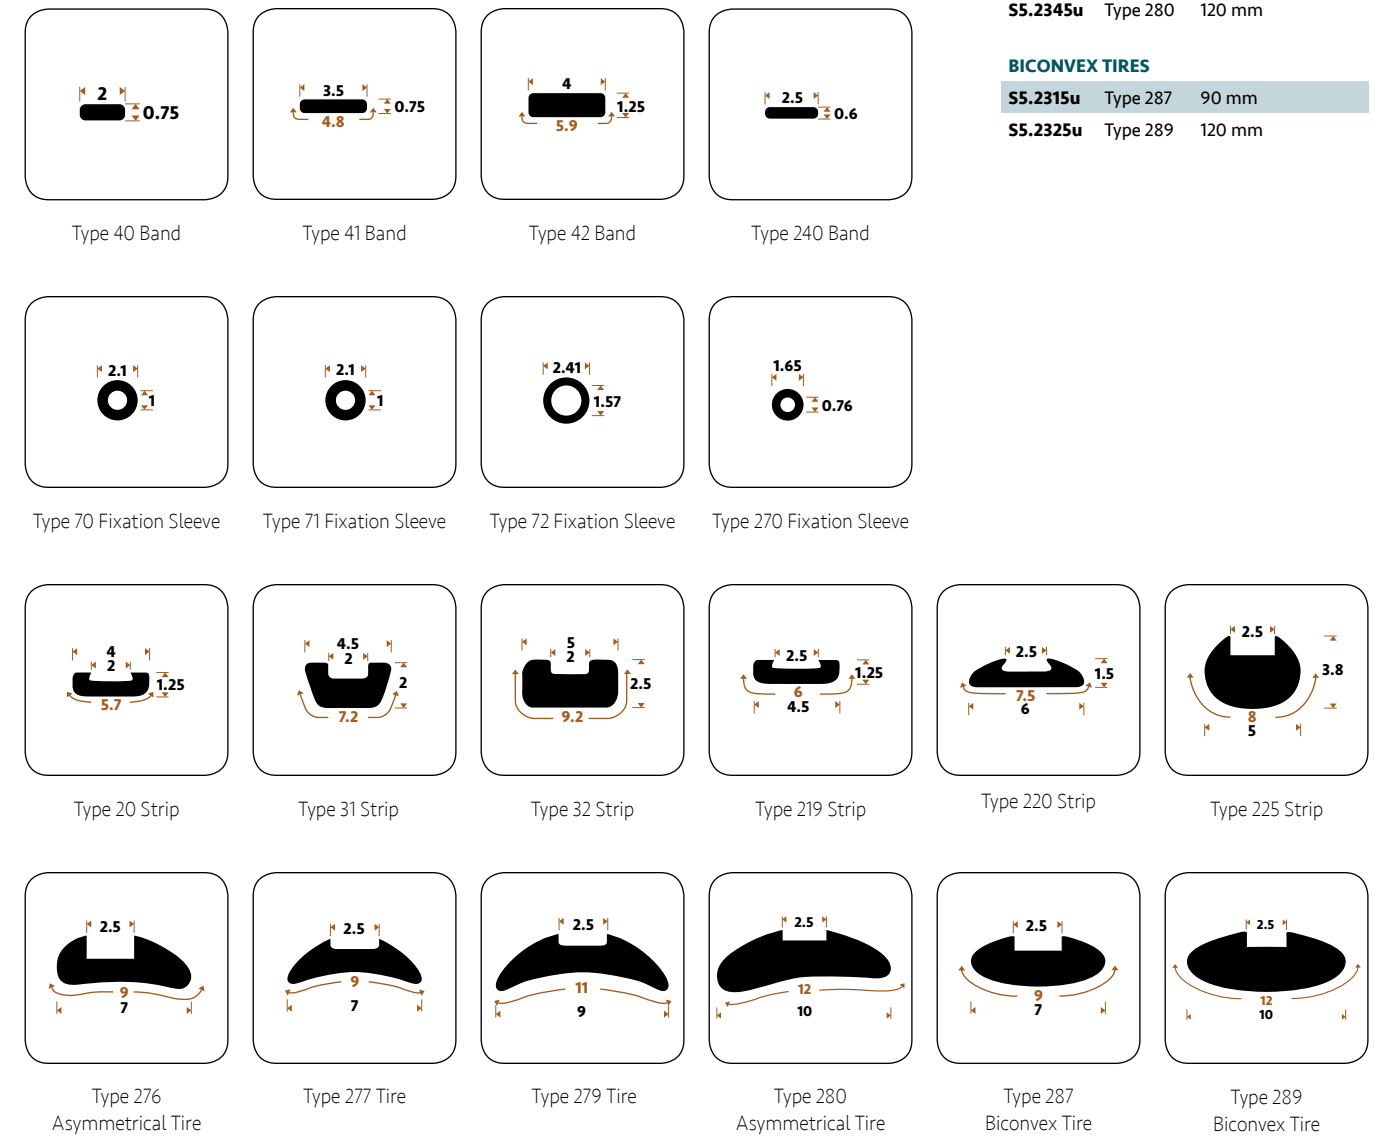 S5.2345u Type 280 120 mm
BICONVEX TIRES
S5.2315u Type 287 90 mm
S5.2325u Type 289 120 mm
2
0.75
3.5
0.75
4.8
4
1.25
5.9
2.5
0.6
Type 40 Band
Type 41 Band
Type 42 Band
Type 240 Band
2.1
1
2.1
1
2.41
1.57
1.65
0.76
Type 70 Fixation Sleeve
Type 71 Fixation Sleeve
Type 72 Fixation Sleeve
Type 270 Fixation Sleeve
4
2
1.25
5.7
4.5
2
2
7.2
5
2
2.5
9.2
2.5
1.25
6
4.5
2.5
1.5
7.5
6
2.5
3.8
8
5
Type 20 Strip
Type 31 Strip
Type 32 Strip
Type 219 Strip
Type 220 Strip
Type 225 Strip
2.5
9
7
2.5
9
7
2.5
11
9
2.5
12
10
2.5
9
7
2.5
12
10
Type 276
Asymmetrical Tire
Type 277 Tire
Type 279 Tire
Type 280
Asymmetrical Tire
Type 287
Biconvex Tire
Type 289
Biconvex Tire